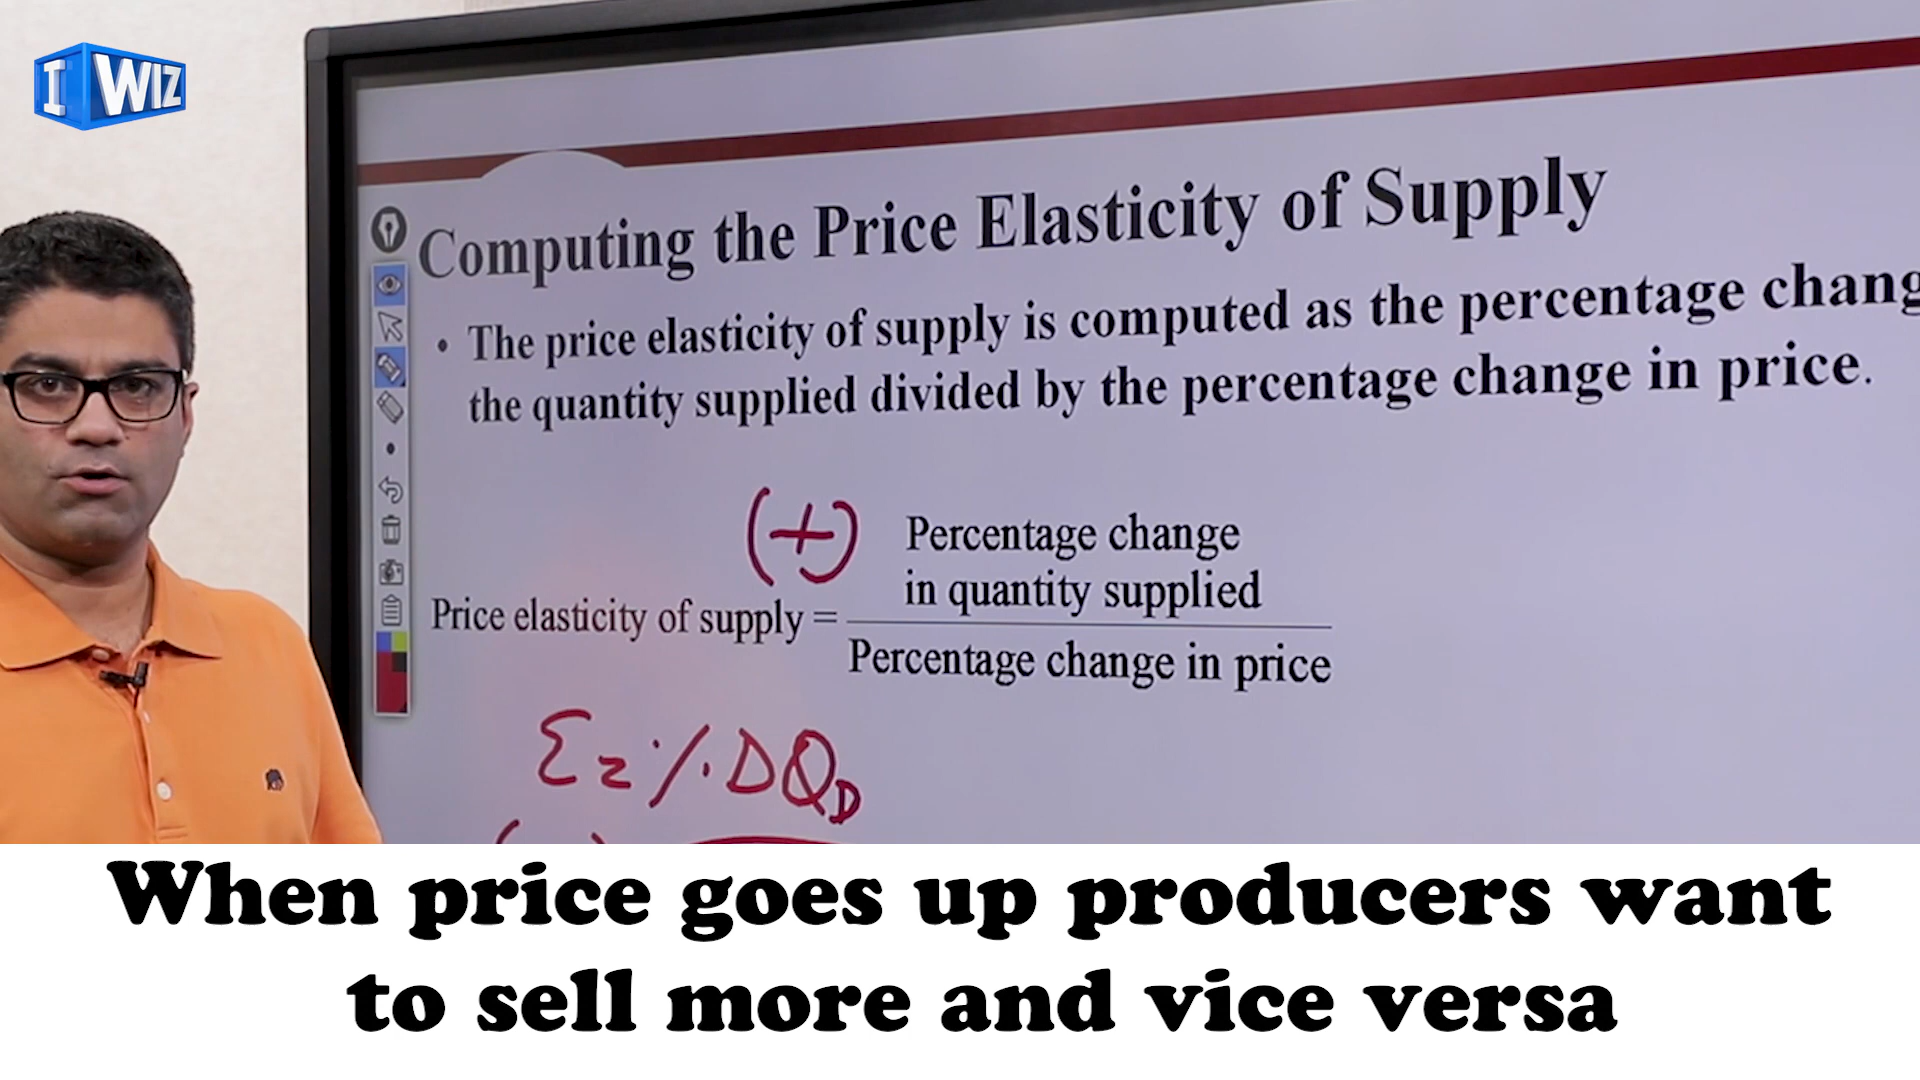 I WIZ
Computing the Price Elasticity of Supply
• The price elasticity of supply is computed as the percentage chang
the quantity supplied divided by the percentage change in price.
(+) Percentage change
in quantity supplied
Price elasticity of supply =
Percentage change in price
When price goes up producers want
to sell more and vice versa